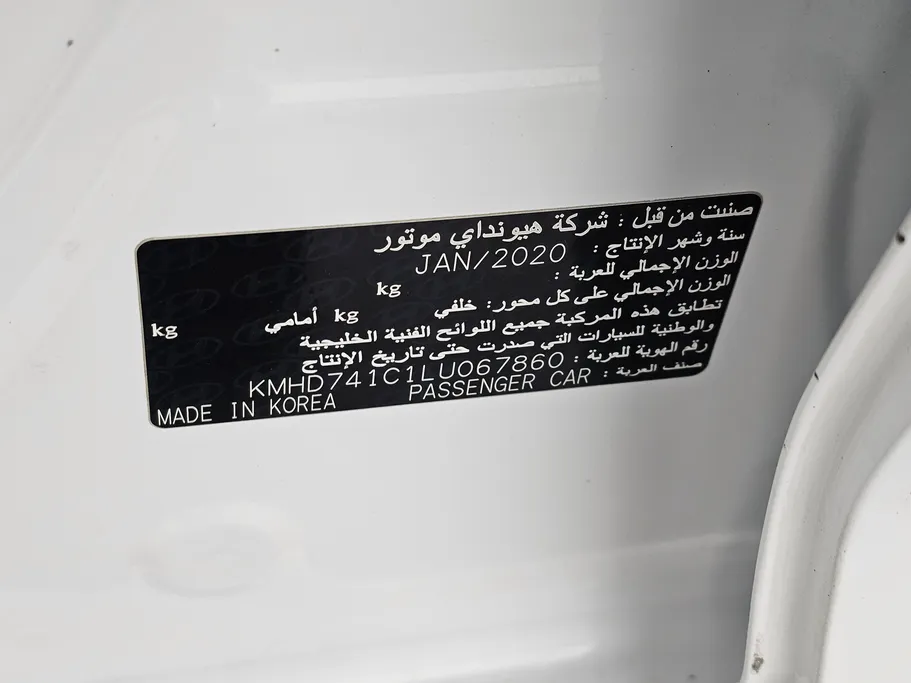 صنبت من قبل : شركة هيونداي موتور
سنة وشهر الإنتاج : JAN/2020
الوزن الإجمالي للعربة : kg
الوزن الإجمالي على كل محور: خلفي kg أمامي kg
تطابق هذه المركبة جميع اللوائح الفنية الخليجية
والوطنية للسيارات التي صدرت حتى تاريخ الإنتاج
رقم الهوية للعربة : KMHD741C1LU067860
صنف العربة : PASSENGER CAR MADE IN KOREA